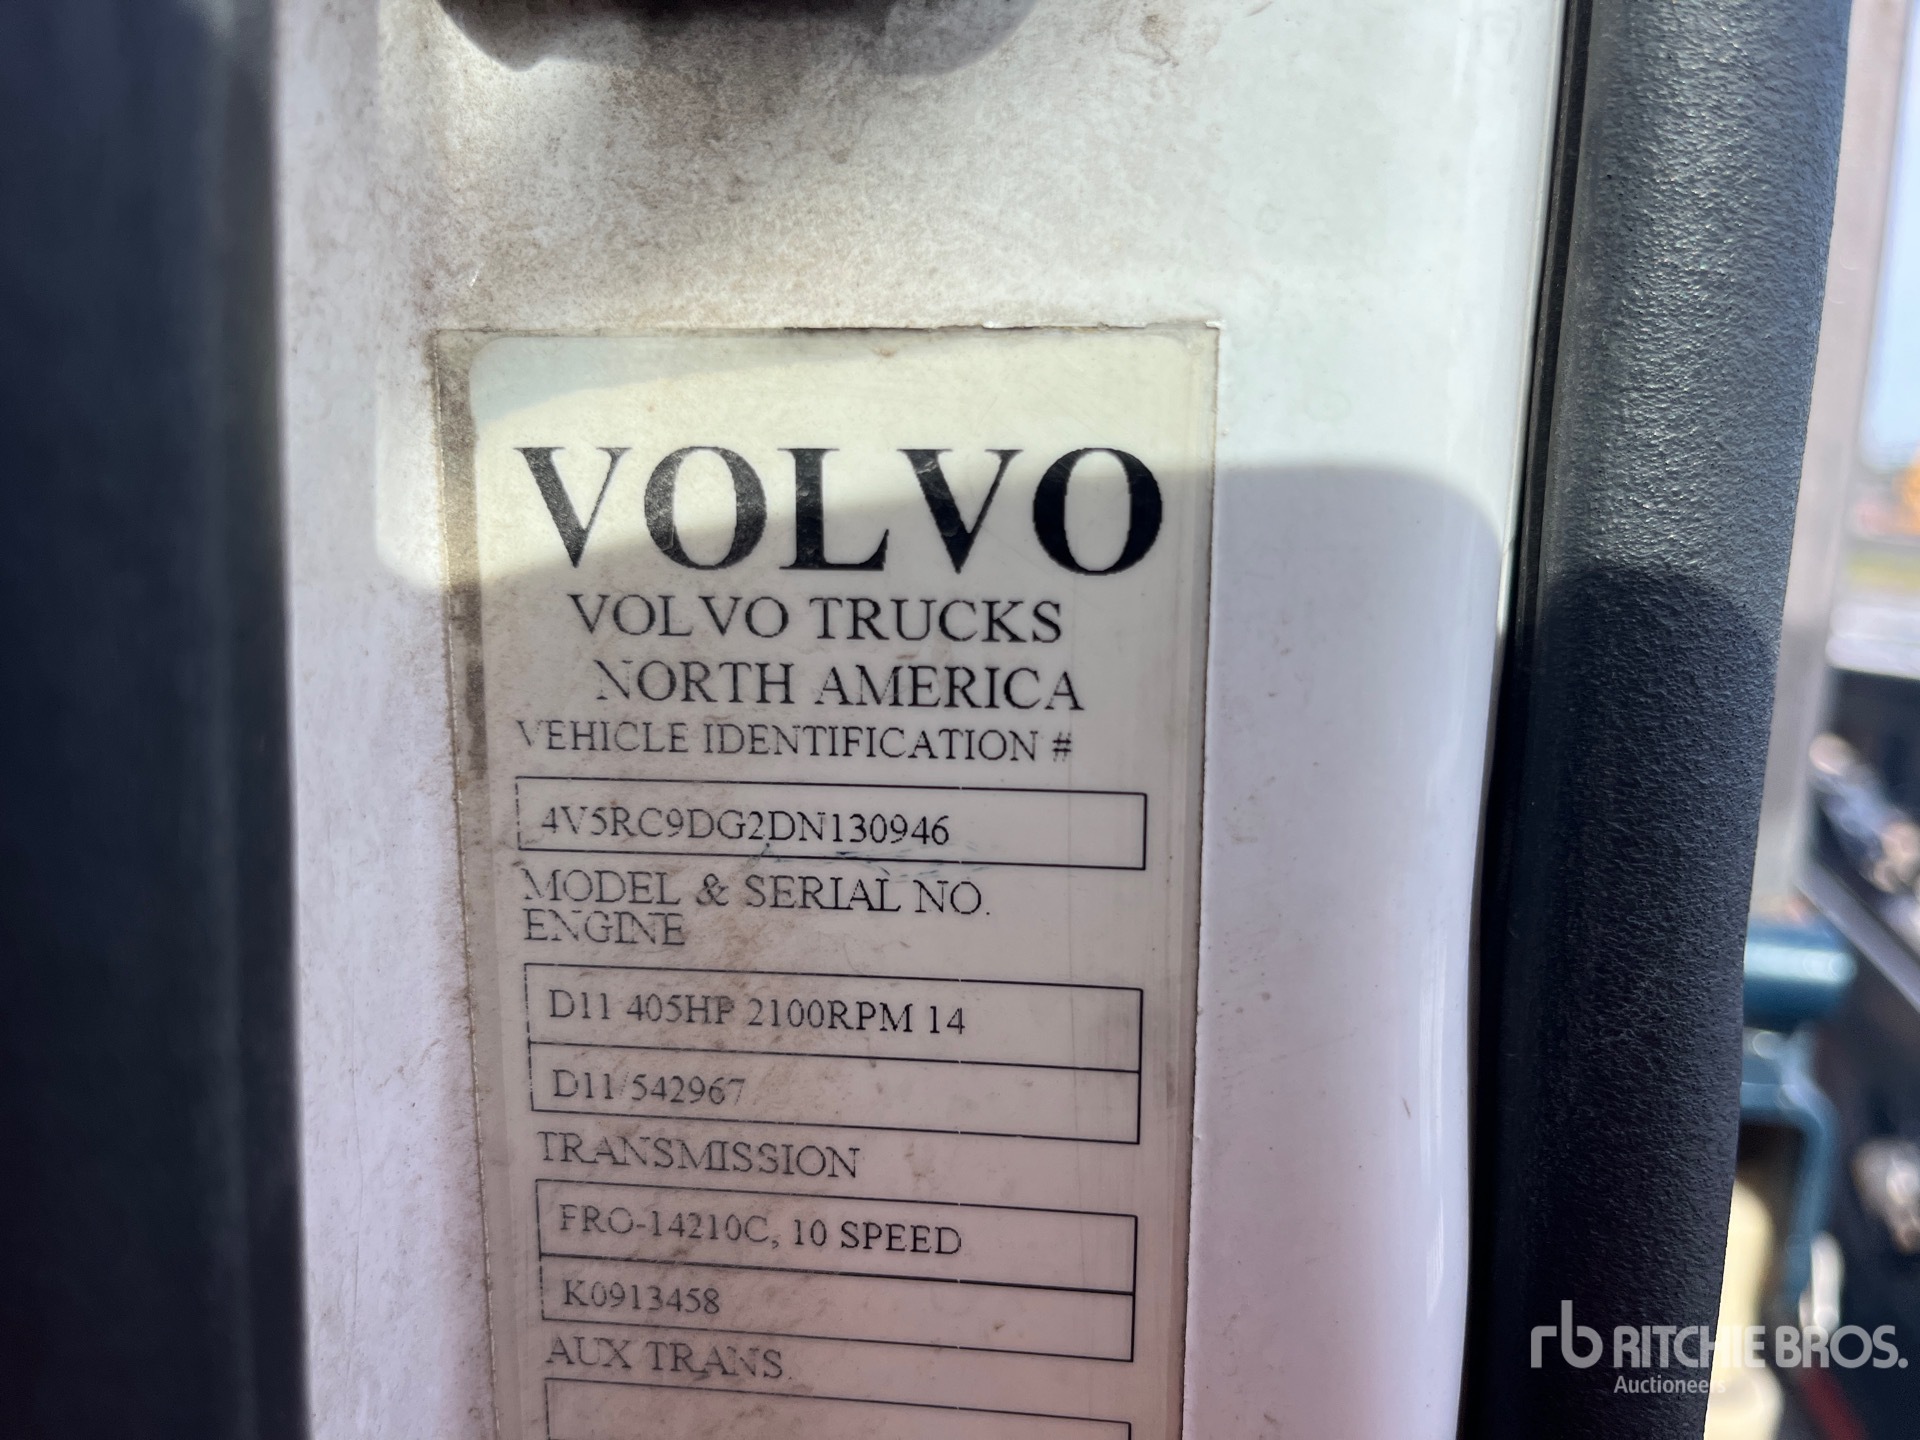 VOLVO
VOLVO TRUCKS
NORTH AMERICA
VEHICLE IDENTIFICATION #
4V5RC9DG2DN130946
MODEL & SERIAL NO.
ENGINE
D11 405HP 2100RPM 14
D11/542967
TRANSMISSION
FRO-14210C, 10 SPEED
K0913458
AUX TRANS.
rb RITCHIE BROS.
Auctioneers